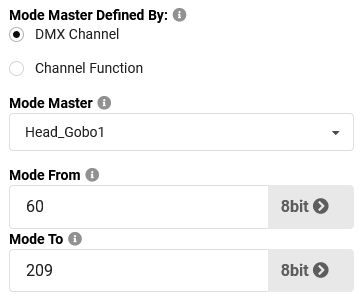 Mode Master Defined By:
DMX Channel
Channel Function
Mode Master
Head_Gobo1
Mode From
60 8bit
Mode To
209 8bit